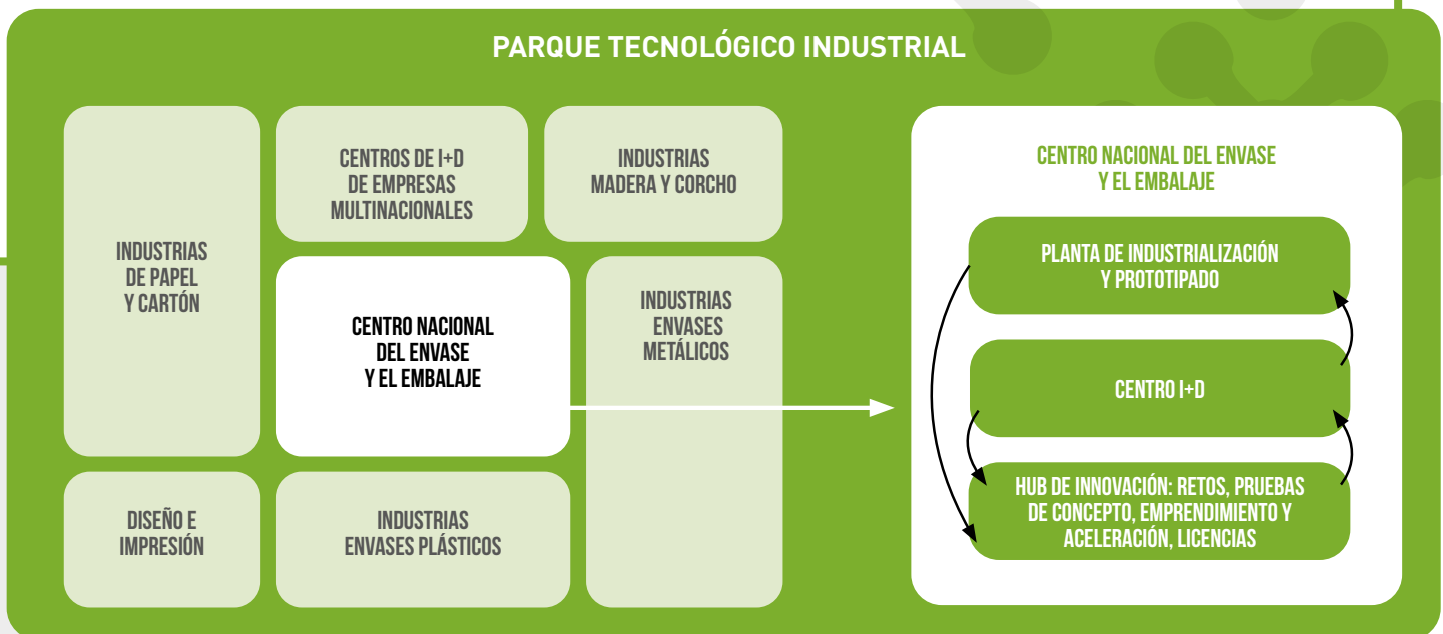 PARQUE TECNOLÓGICO INDUSTRIAL
INDUSTRIAS
DE PAPEL
Y CARTÓN
CENTROS DE I+D
DE EMPRESAS
MULTINACIONALES
INDUSTRIAS
MADERA Y CORCHO
CENTRO NACIONAL
DEL ENVASE
Y EL EMBALAJE
INDUSTRIAS
ENVASES
METÁLICOS
DISEÑO E
IMPRESIÓN
INDUSTRIAS
ENVASES PLÁSTICOS
CENTRO NACIONAL DEL ENVASE
Y EL EMBALAJE
PLANTA DE INDUSTRIALIZACIÓN
Y PROTOTIPADO
CENTRO I+D
HUB DE INNOVACIÓN: RETOS, PRUEBAS
DE CONCEPTO, EMPRENDIMIENTO Y
ACELERACIÓN, LICENCIAS